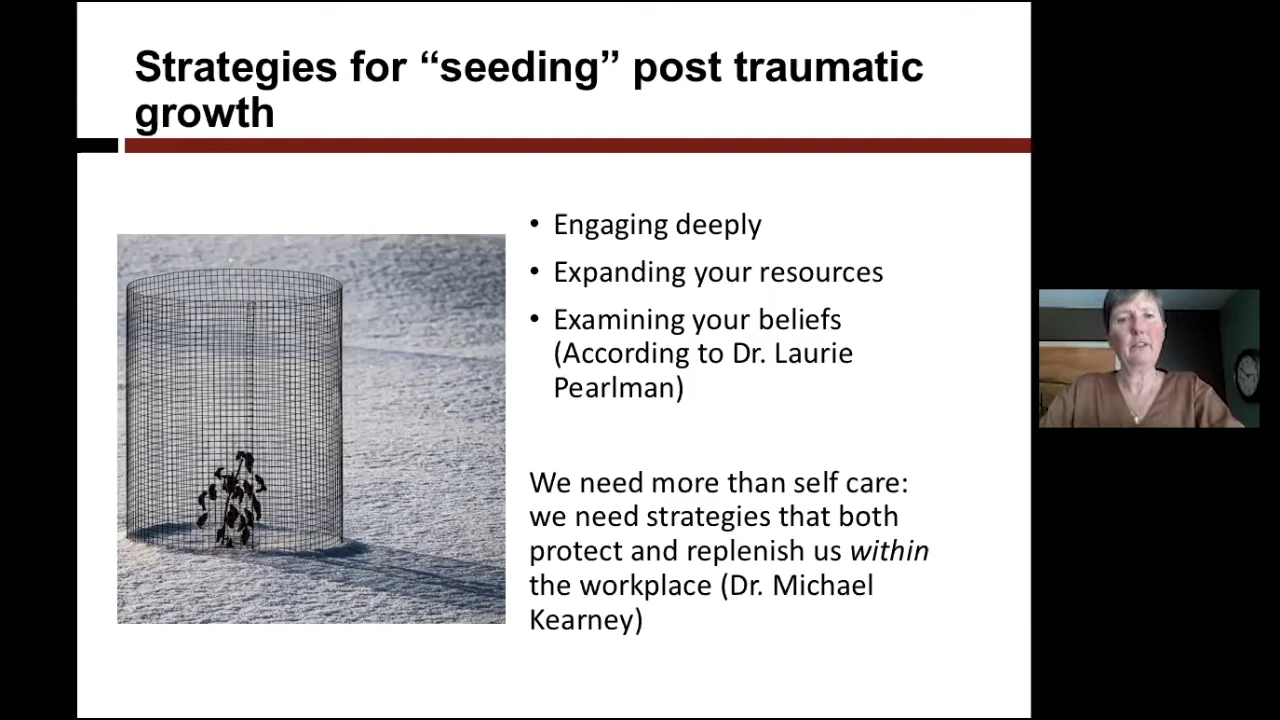 Strategies for “seeding” post traumatic
growth
• Engaging deeply
• Expanding your resources
• Examining your beliefs
(According to Dr. Laurie
Pearlman)
We need more than self care:
we need strategies that both
protect and replenish us within
the workplace (Dr. Michael
Kearney)